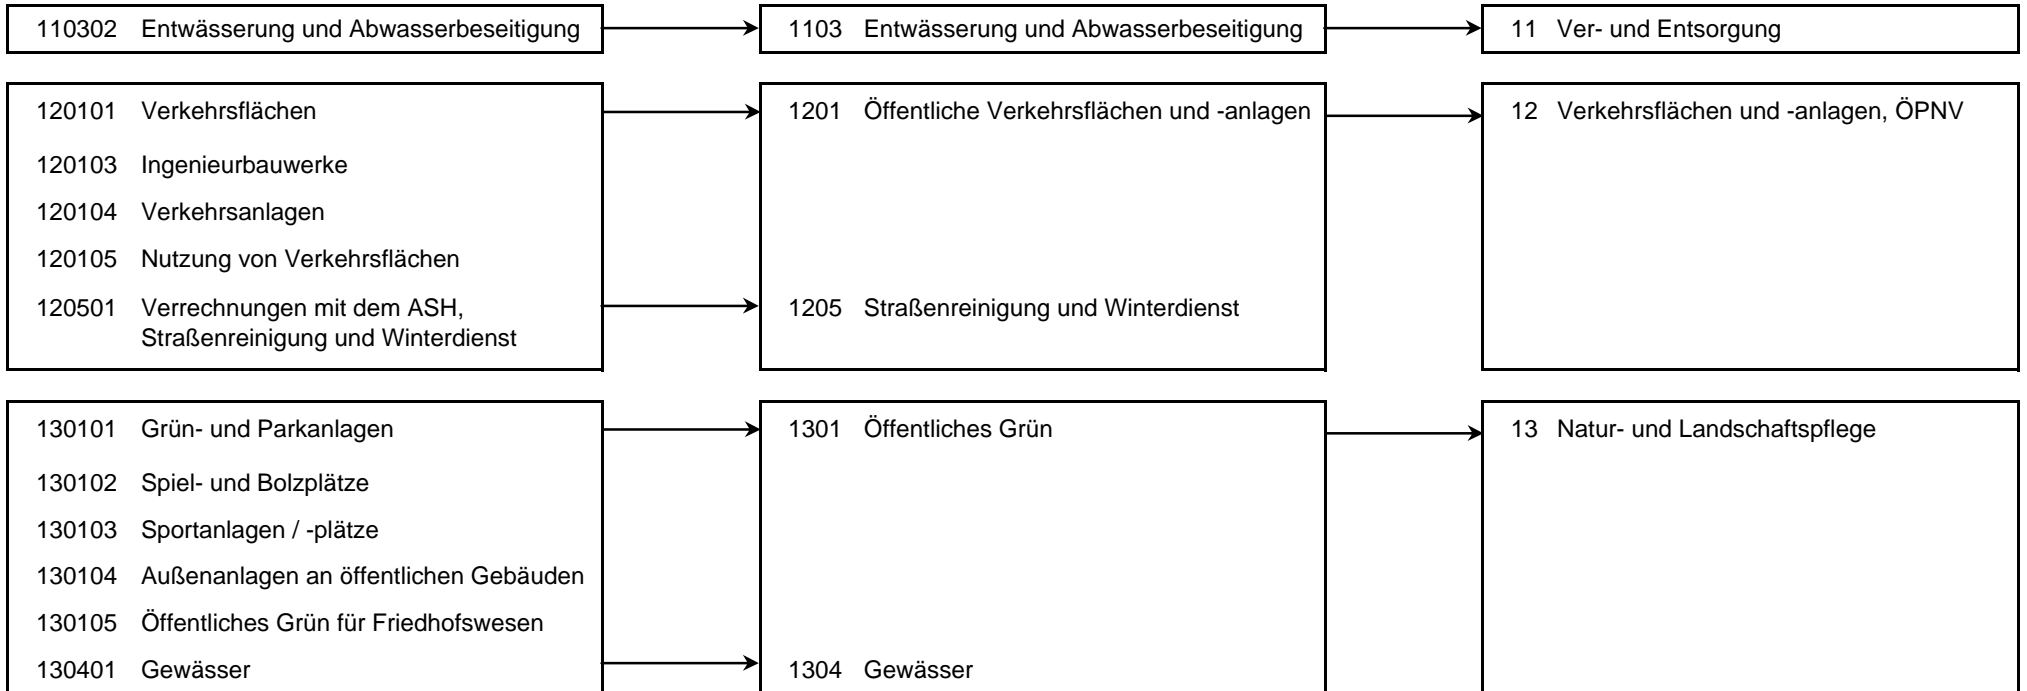 110302 Entwässerung und Abwasserbeseitigung 1103 Entwässerung und Abwasserbeseitigung 11 Ver- und Entsorgung
120101 Verkehrsflächen 1201 Öffentliche Verkehrsflächen und -anlagen 12 Verkehrsflächen und -anlagen, ÖPNV
120103 Ingenieurbauwerke
120104 Verkehrsanlagen
120105 Nutzung von Verkehrsflächen
120501 Verrechnungen mit dem ASH, 1205 Straßenreinigung und Winterdienst
Straßenreinigung und Winterdienst
130101 Grün- und Parkanlagen 1301 Öffentliches Grün 13 Natur- und Landschaftspflege
130102 Spiel- und Bolzplätze
130103 Sportanlagen / -plätze
130104 Außenanlagen an öffentlichen Gebäuden
130105 Öffentliches Grün für Friedhofswesen
130401 Gewässer 1304 Gewässer